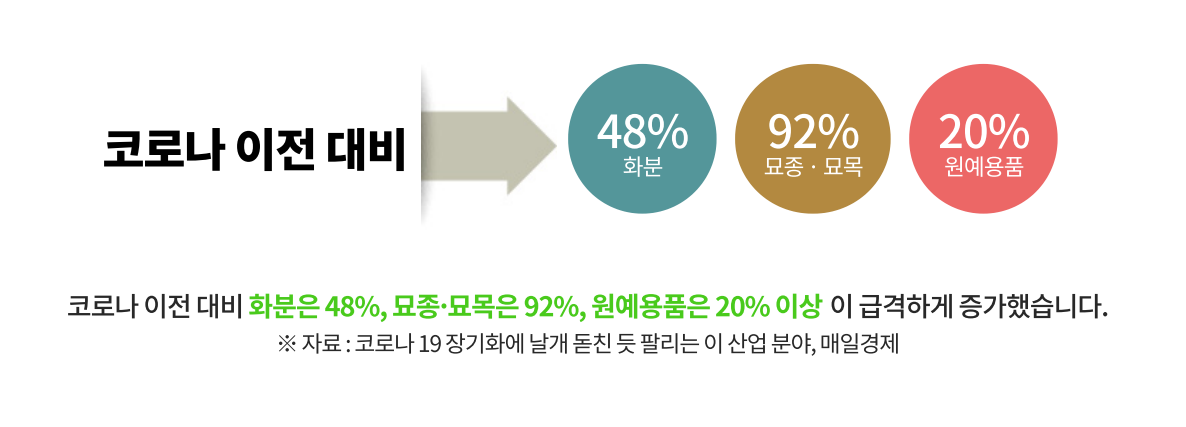 코로나 이전 대비
48%
화분
92%
묘종 · 묘목
20%
원예용품
코로나 이전 대비 화분은 48%, 묘종·묘목은 92%, 원예용품은 20% 이상 이 급격하게 증가했습니다.
※ 자료 : 코로나 19 장기화에 날개 돋친 듯 팔리는 이 산업 분야, 매일경제